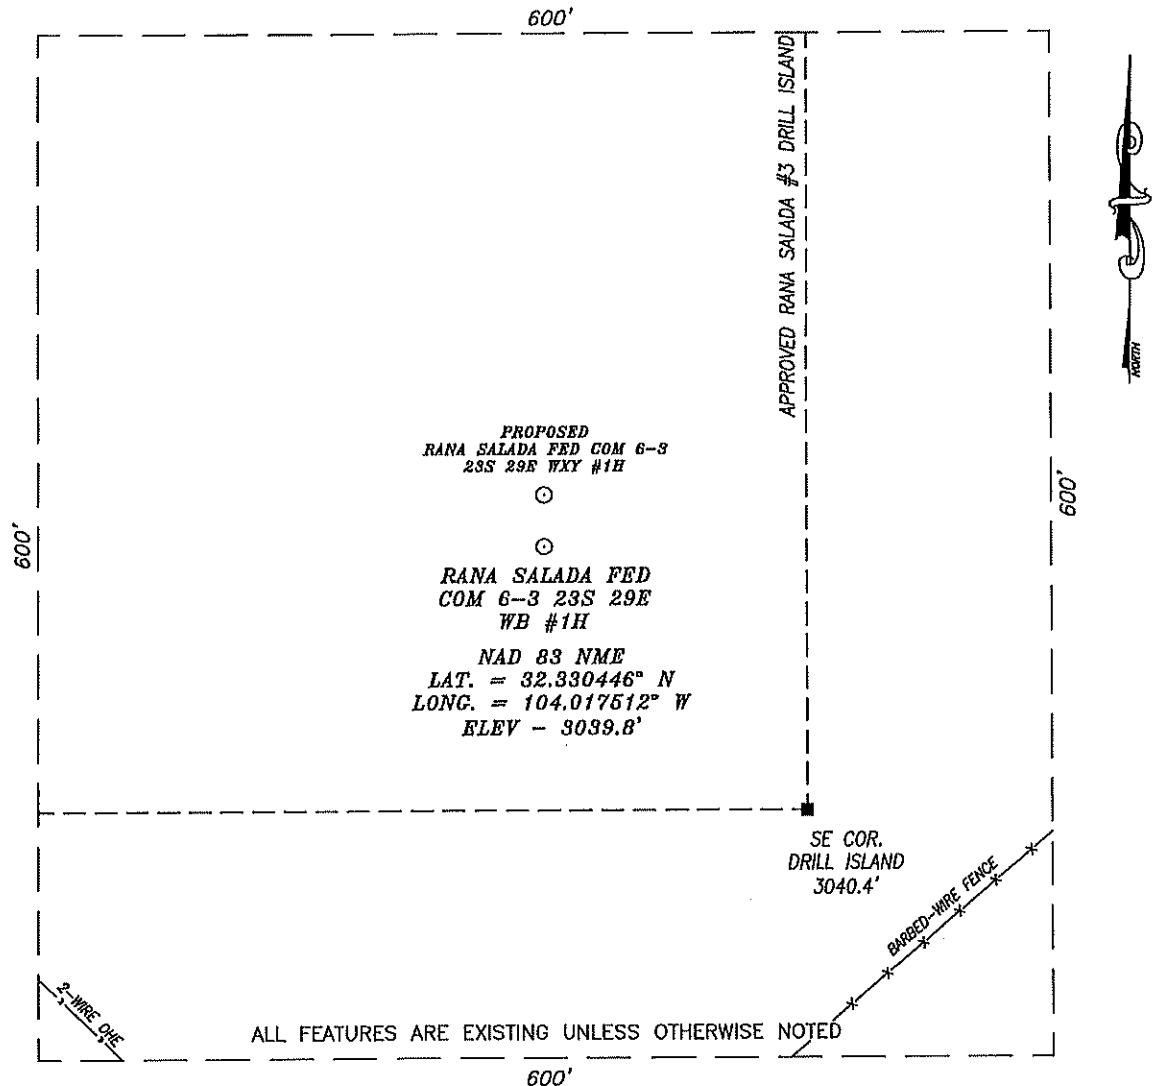 600'
APPROVED RANA SALADA #3 DRILL ISLAND
NORTH
PROPOSED
RANA SALADA FED COM 6-3
23S 29E WXY #1H
600'
600'
RANA SALADA FED
COM 6-3 23S 29E
WB #1H
NAD 83 NME
LAT. = 32.330446° N
LONG. = 104.017512° W
ELEV - 3039.8'
SE COR.
DRILL ISLAND
3040.4'
BARBED-WIRE FENCE
2-WIRE OHE
ALL FEATURES ARE EXISTING UNLESS OTHERWISE NOTED
600'